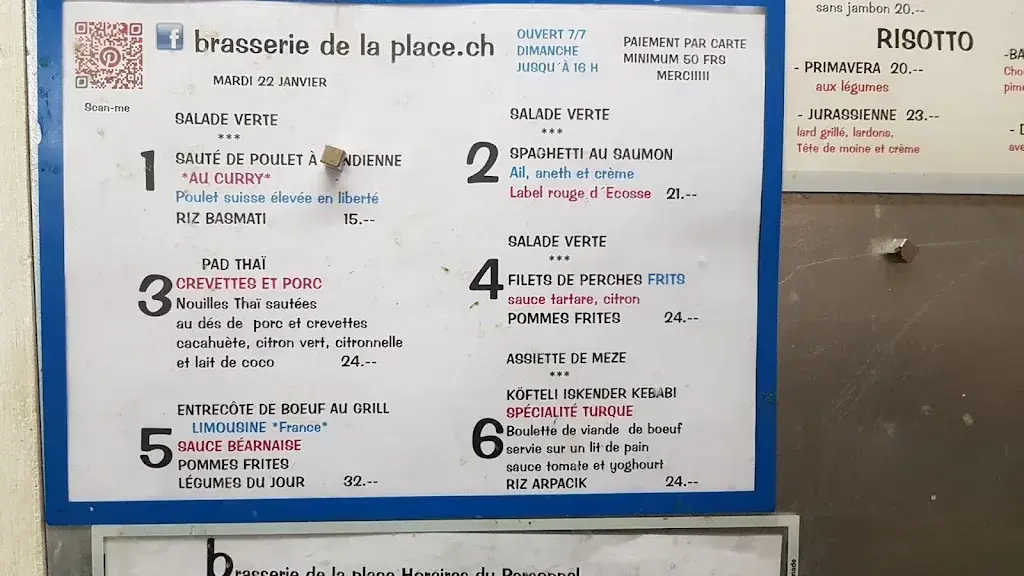 Scan-me
f brasserie de la place.ch
OUVERT 7/7
DIMANCHE
JUSQU´À 16 H
PAIEMENT PAR CARTE
MINIMUM 50 FRS
MERCIIIII
MARDI 22 JANVIER
SALADE VERTE
***
1
SAUTÉ DE POULET À NDIENNE
*AU CURRY*
Poulet suisse élevée en liberté
RIZ BASMATI 15.--
SALADE VERTE
***
2
SPAGHETTI AU SAUMON
Ail, aneth et crème
Label rouge d´Ecosse 21.--
3
PAD THAÏ
CREVETTES ET PORC
Nouilles Thaï sautées
au dés de porc et crevettes
cacahuète, citron vert, citronnelle
et lait de coco 24.--
SALADE VERTE
***
4
FILETS DE PERCHES FRITS
sauce tartare, citron
POMMES FRITES 24.--
5
ENTRECÔTE DE BOEUF AU GRILL
LIMOUSINE *France*
SAUCE BÉARNAISE
POMMES FRITES
LÉGUMES DU JOUR 32.--
ASSIETTE DE MEZE
***
6
KÖFTELI ISKENDER KEBABI
SPÉCIALITÉ TURQUE
Boulette de viande de boeuf
servie sur un lit de pain
sauce tomate et yoghourt
RIZ ARPACIK 24.--
sans jambon 20.--
RISOTTO
- PRIMAVERA 20.--
aux légumes
- JURASSIENNE 23.--
lard grillé, lardons,
Tête de moine et crème
brasserie de la place Horaires du Personnel